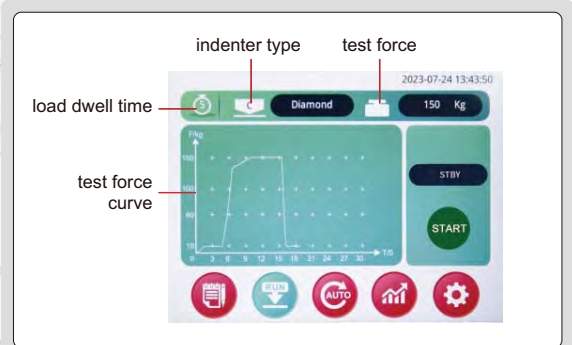 indenter type test force
2023-07-24 13:43:50
load dwell time
5 C Diamond 150 Kg
F/kg
150
test force
curve
100
60
10
0 3 6 9 12 15 18 21 24 27 30 T/S
STBY
START
RUN
AUTO